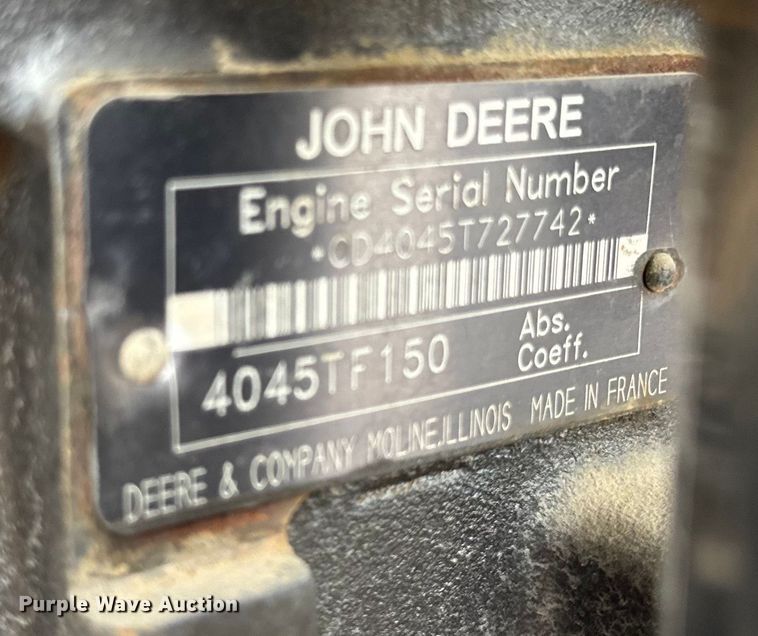 JOHN DEERE
Engine Serial Number
*CD4045T727742*
4045TF150
Abs.
Coeff.
DEERE & COMPANY MOLINE,ILLINOIS MADE IN FRANCE
Purple Wave Auction